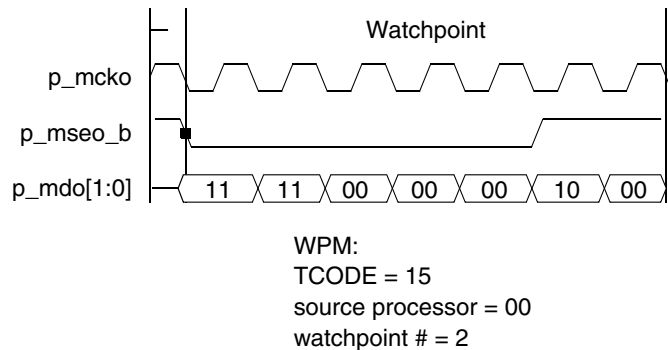 Watchpoint
p_mcko
p_mseo_b
p_mdo[1:0] 11 11 00 00 00 10 00
WPM:
TCODE = 15
source processor = 00
watchpoint # = 2